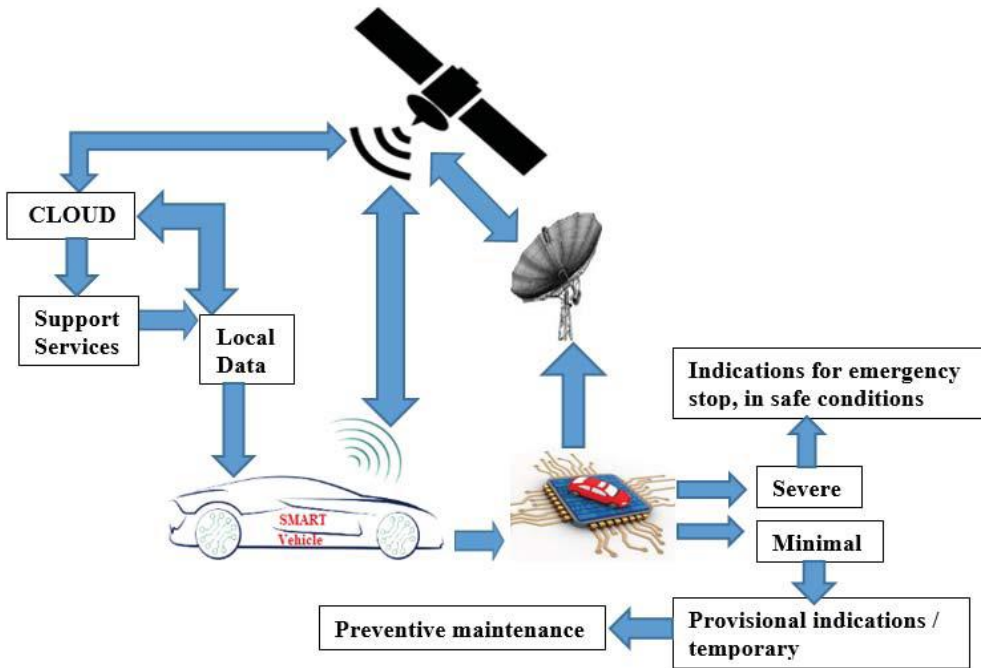 CLOUD
Support
Services
Local
Data
Indications for emergency
stop, in safe conditions
SMART
Vehicle
Severe
Minimal
Preventive maintenance
Provisional indications /
temporary